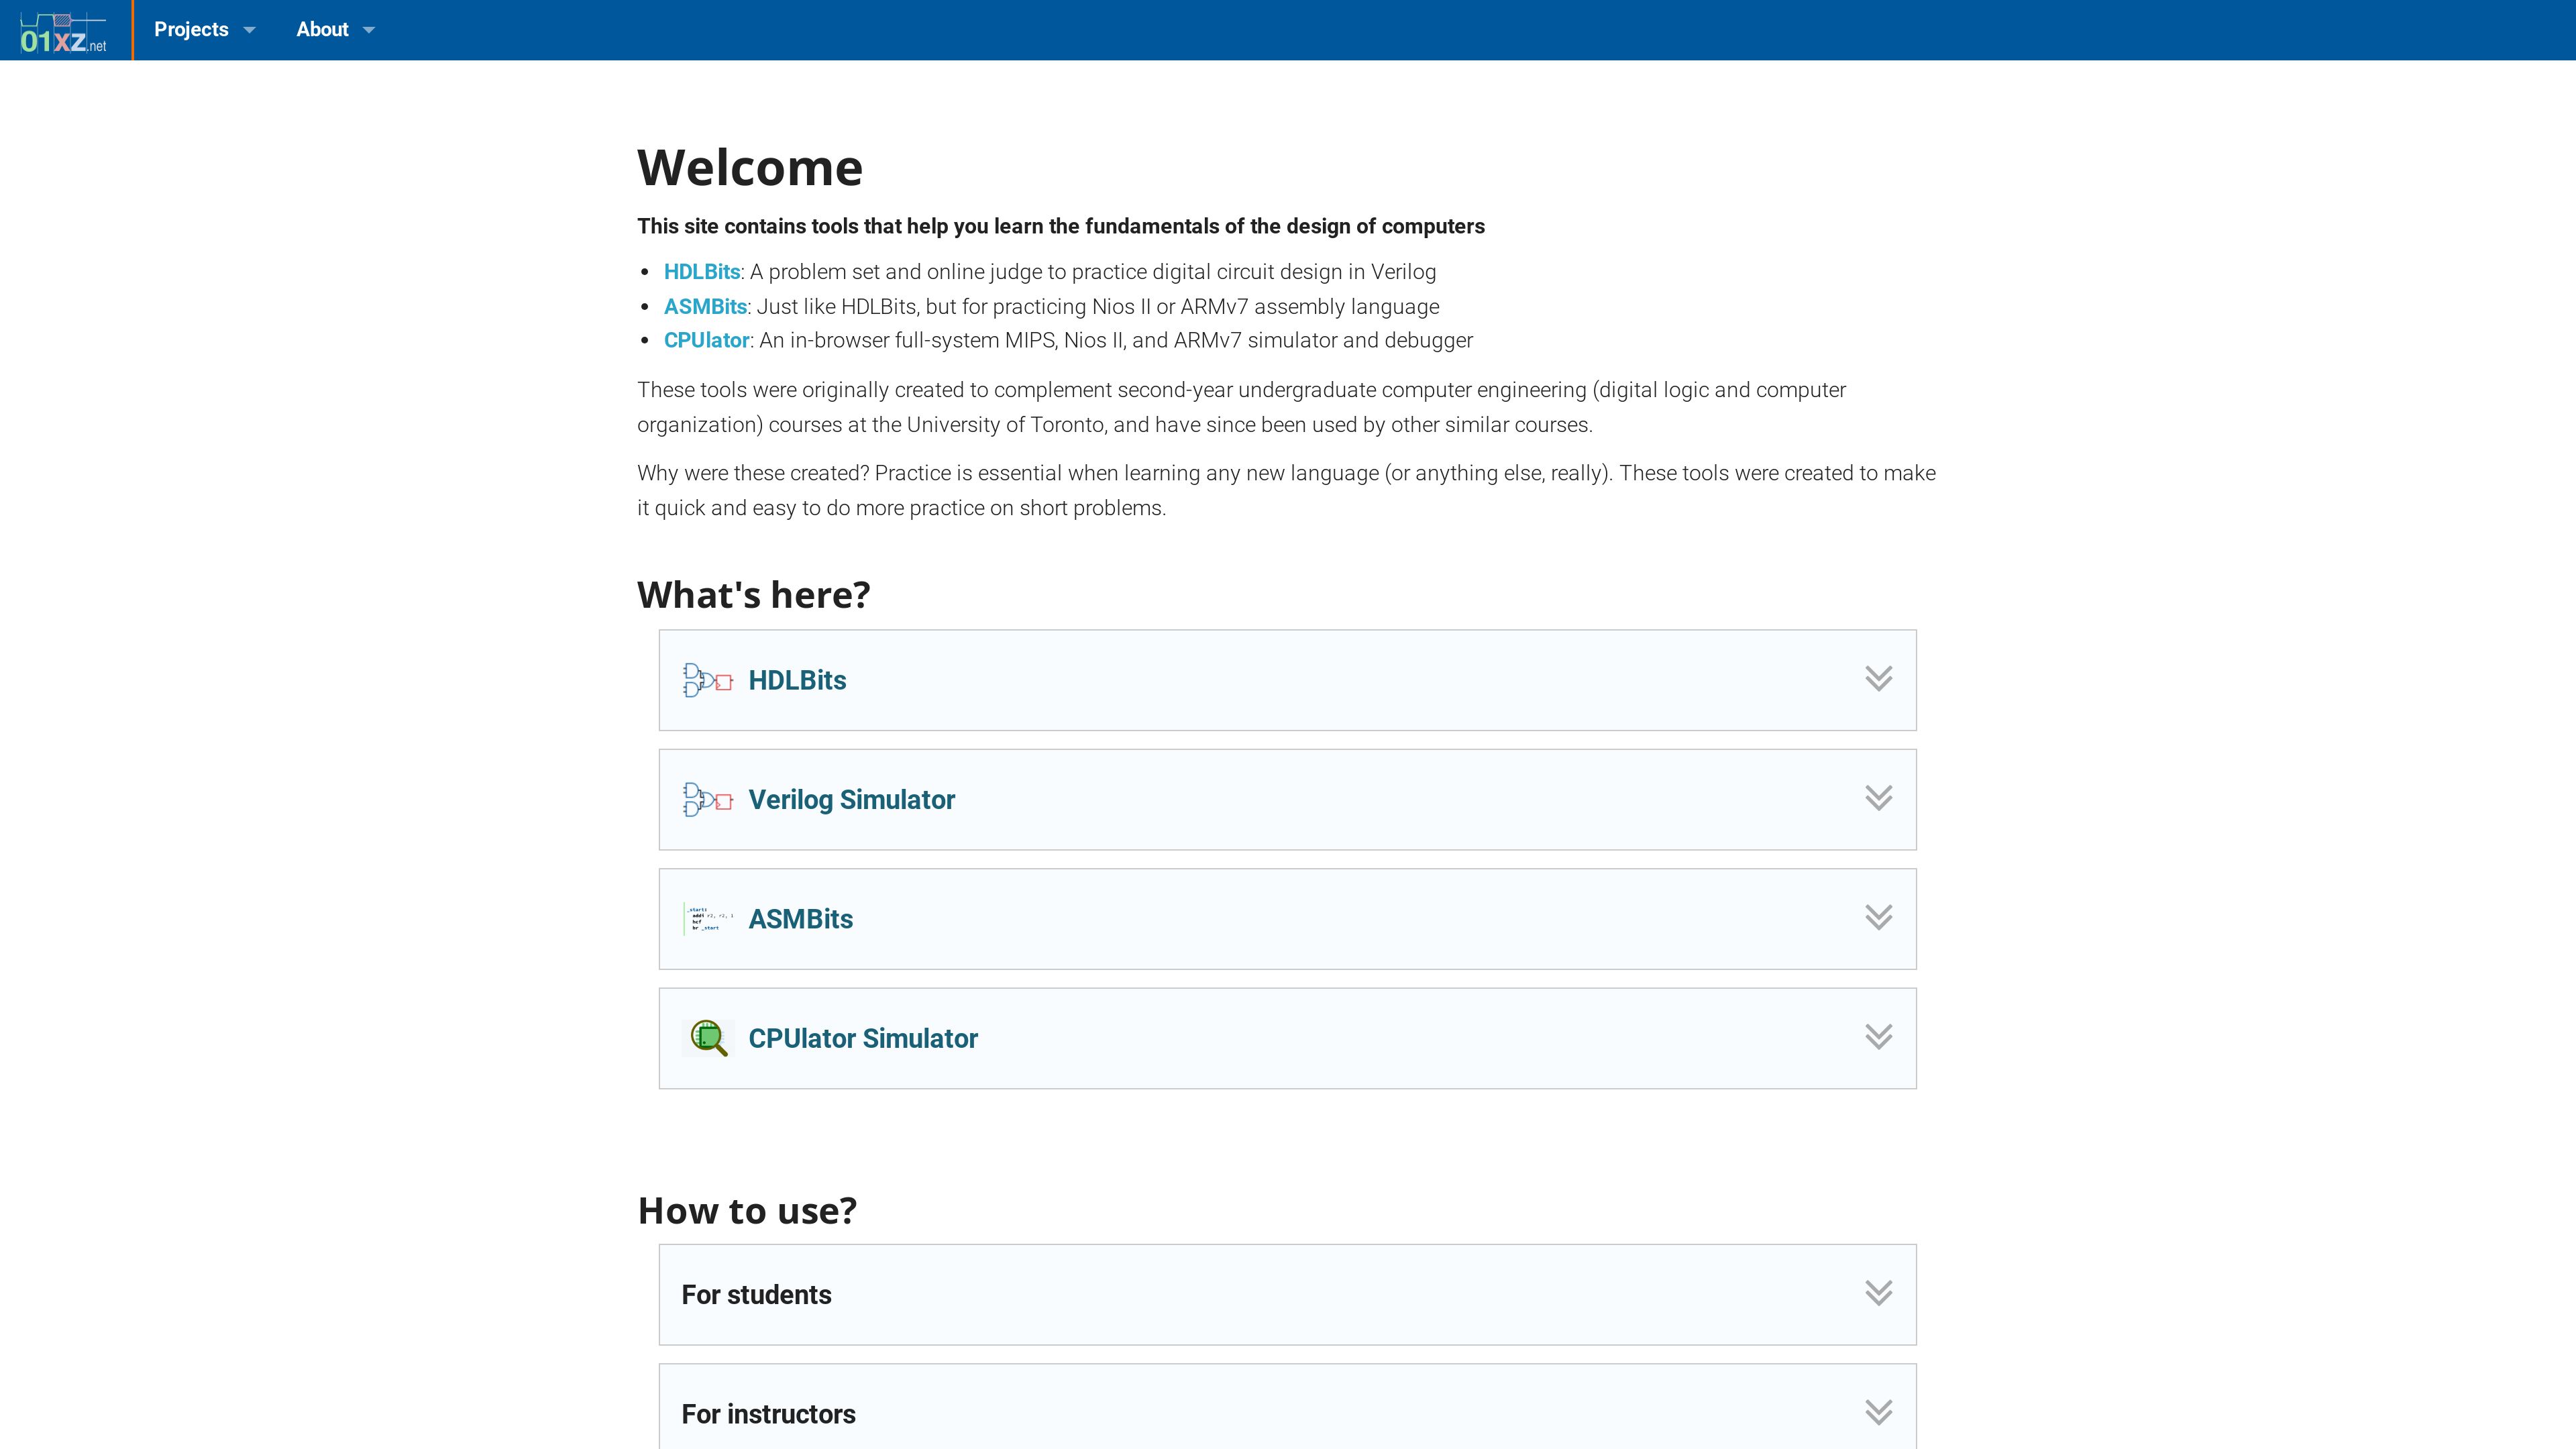 01xz.net
Projects
About
Welcome
This site contains tools that help you learn the fundamentals of the design of computers
HDLBits: A problem set and online judge to practice digital circuit design in Verilog
ASMBits: Just like HDLBits, but for practicing Nios II or ARMv7 assembly language
CPUlator: An in-browser full-system MIPS, Nios II, and ARMv7 simulator and debugger
These tools were originally created to complement second-year undergraduate computer engineering (digital logic and computer
organization) courses at the University of Toronto, and have since been used by other similar courses.
Why were these created? Practice is essential when learning any new language (or anything else, really). These tools were created to make
it quick and easy to do more practice on short problems.
What's here?
HDLBits
Verilog Simulator
_start:
addi r2, r2, 1
br _start
ASMBits
CPUlator Simulator
How to use?
For students
For instructors